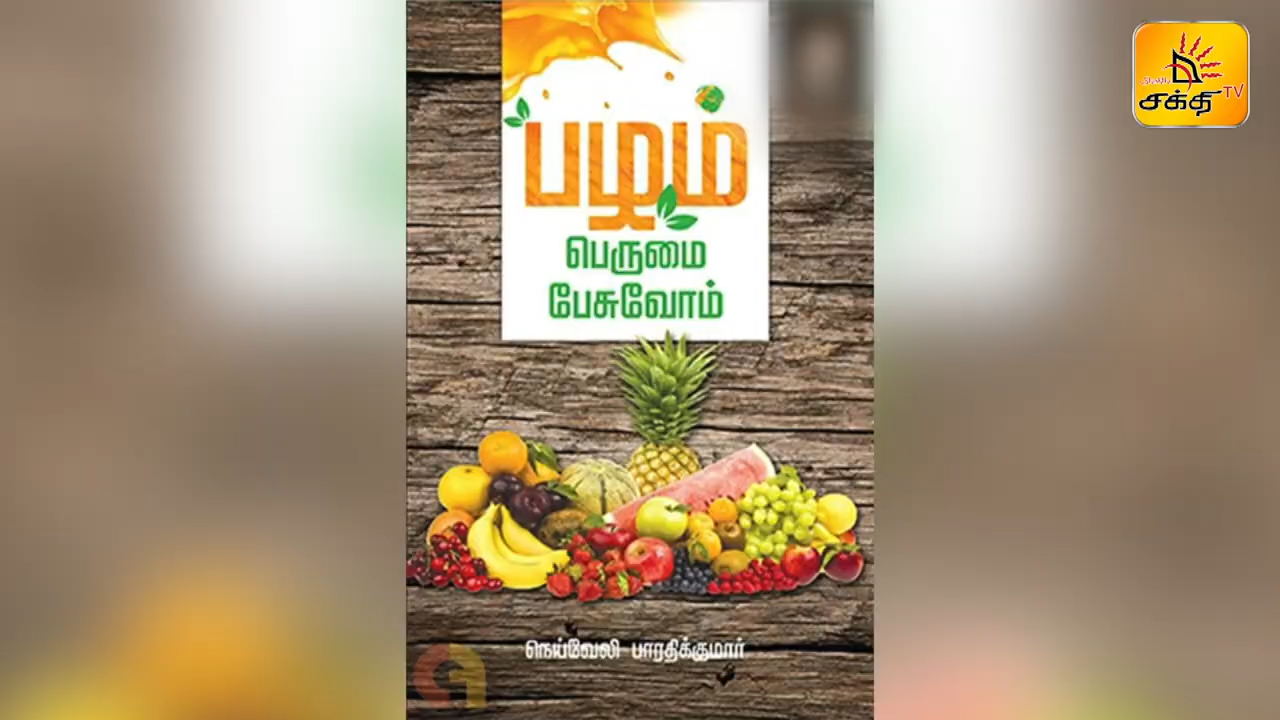 பழம்
பெருமை
பேசுவோம்
நெய்வேலி பாரதிக்குமார்
சக்தி TV